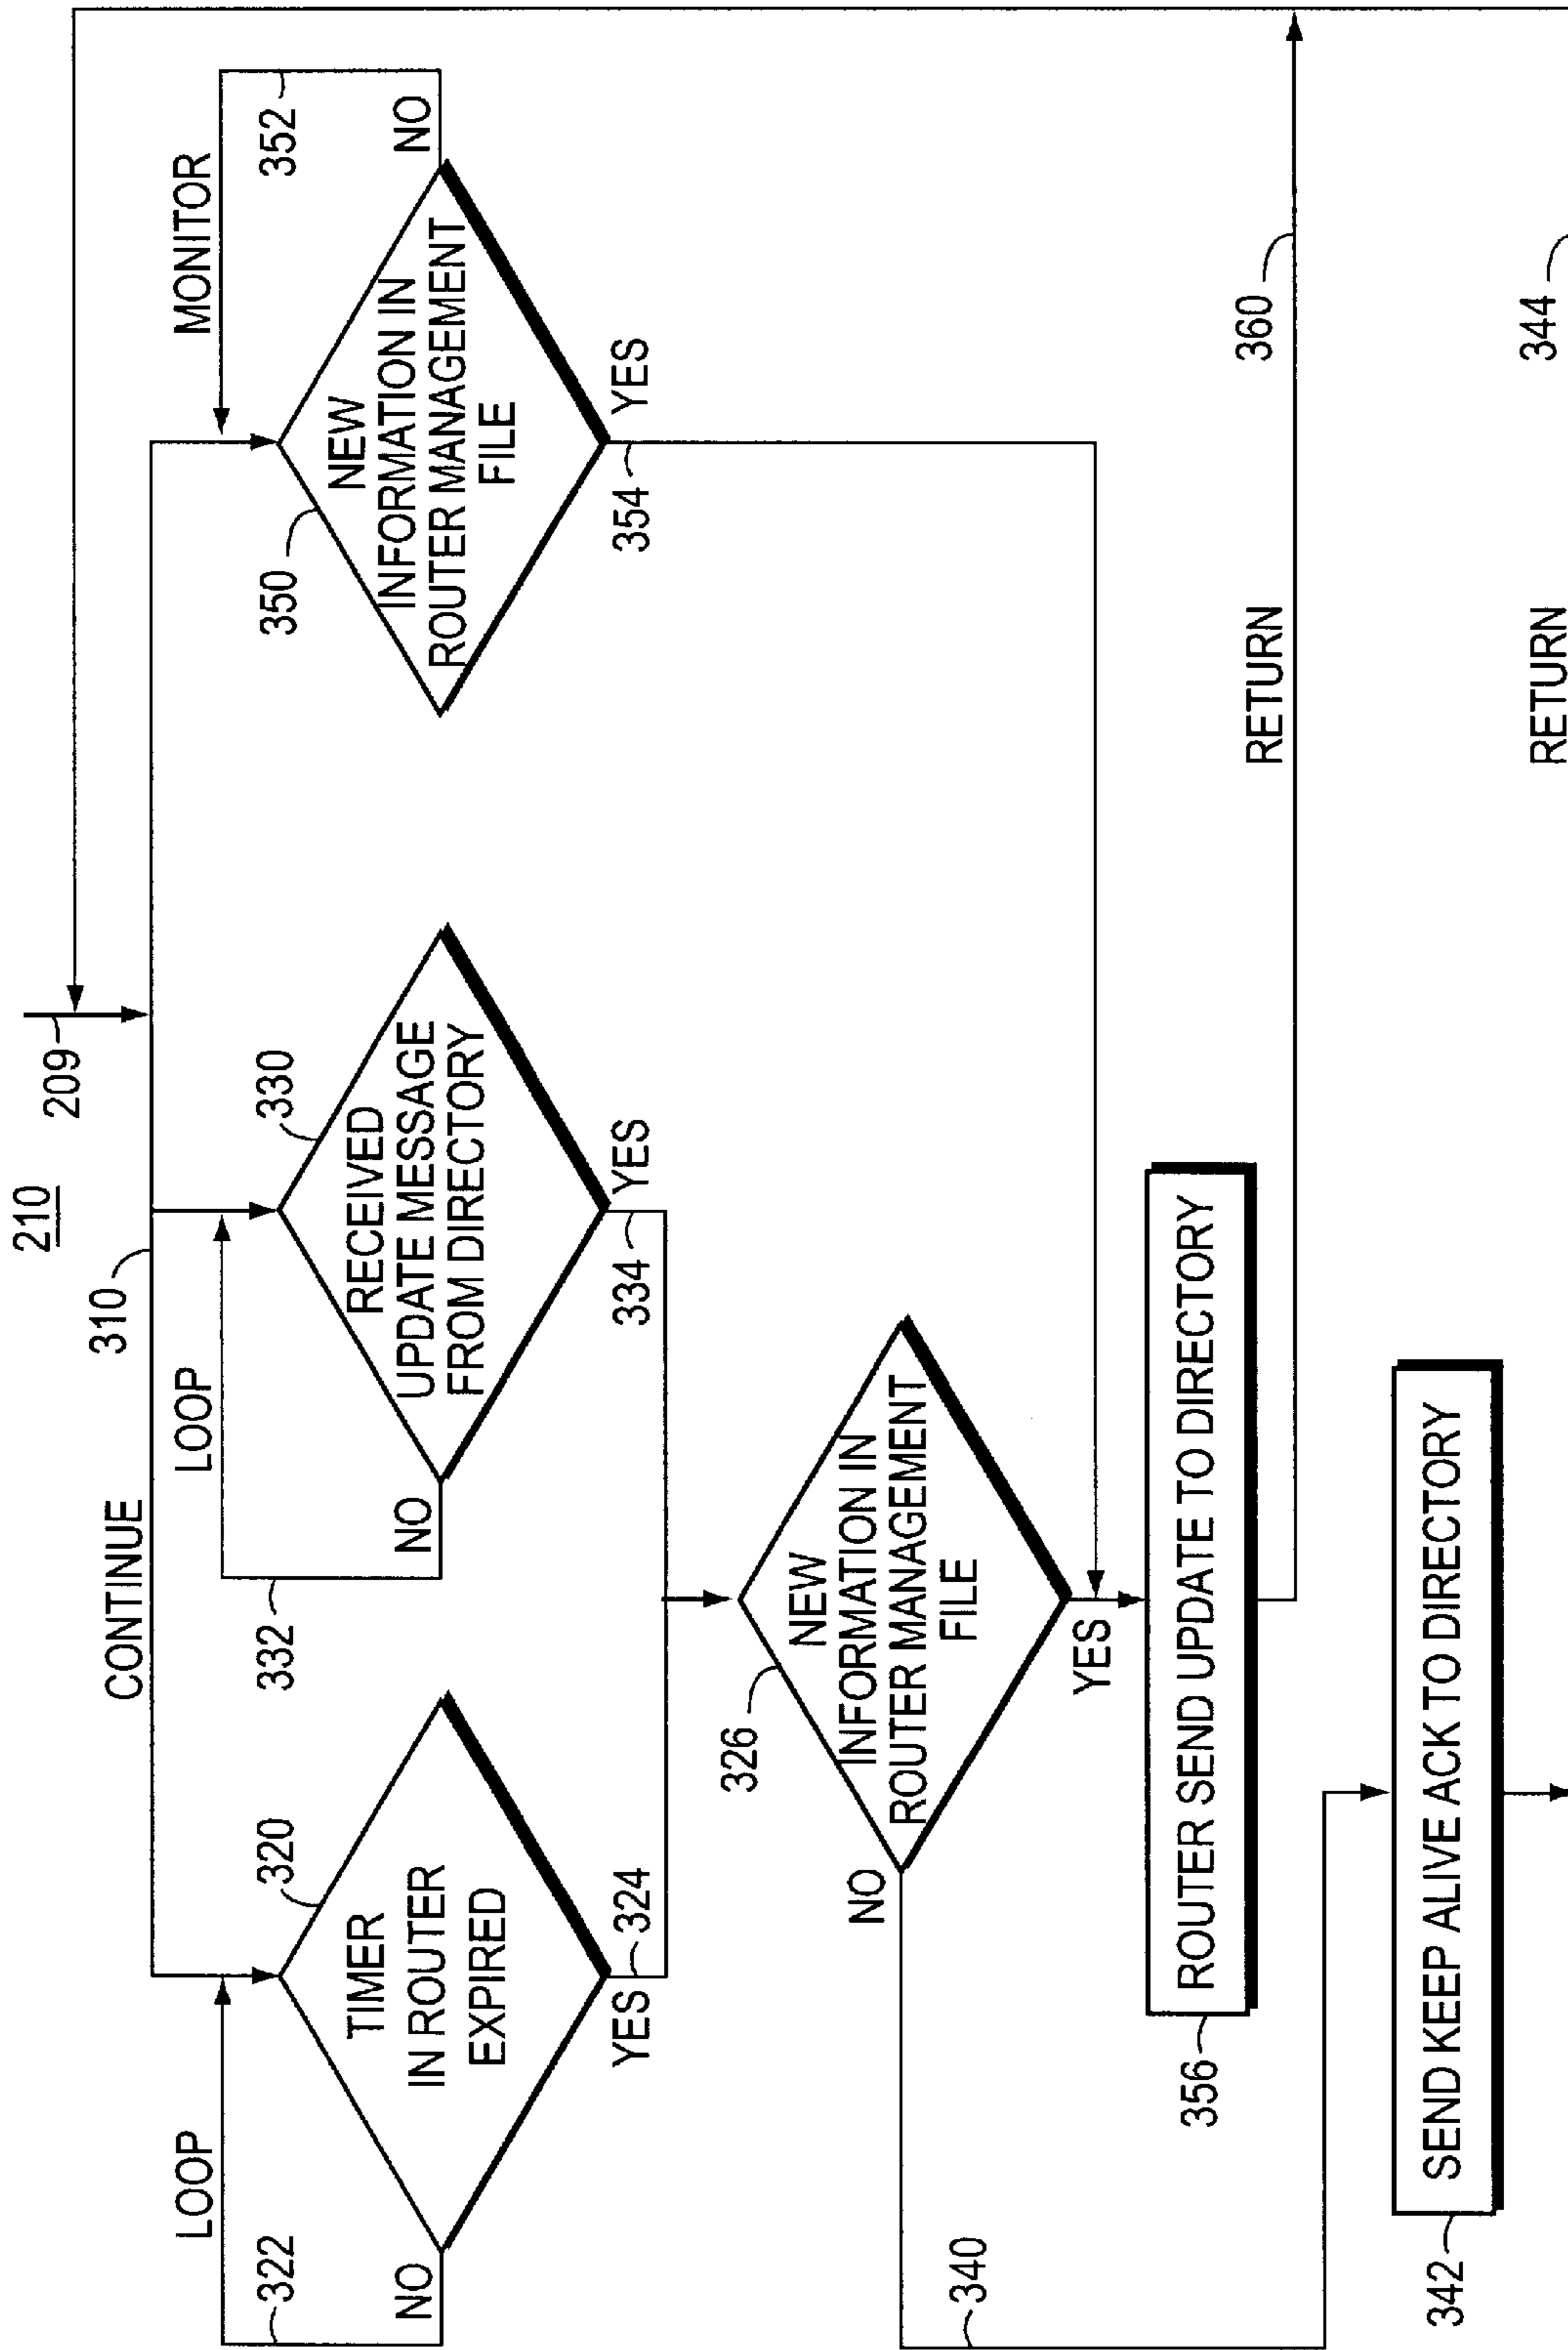 210
209
310
CONTINUE
LOOP
322
320
TIMER
IN ROUTER
EXPIRED
NO
YES
324
LOOP
332
330
RECEIVED
UPDATE MESSAGE
FROM DIRECTORY
NO
YES
334
MONITOR
352
350
NEW
INFORMATION IN
ROUTER MANAGEMENT
FILE
NO
YES
354
326
NEW
INFORMATION IN
ROUTER MANAGEMENT
FILE
NO
YES
340
356
ROUTER SEND UPDATE TO DIRECTORY
RETURN
360
342
SEND KEEP ALIVE ACK TO DIRECTORY
RETURN
344